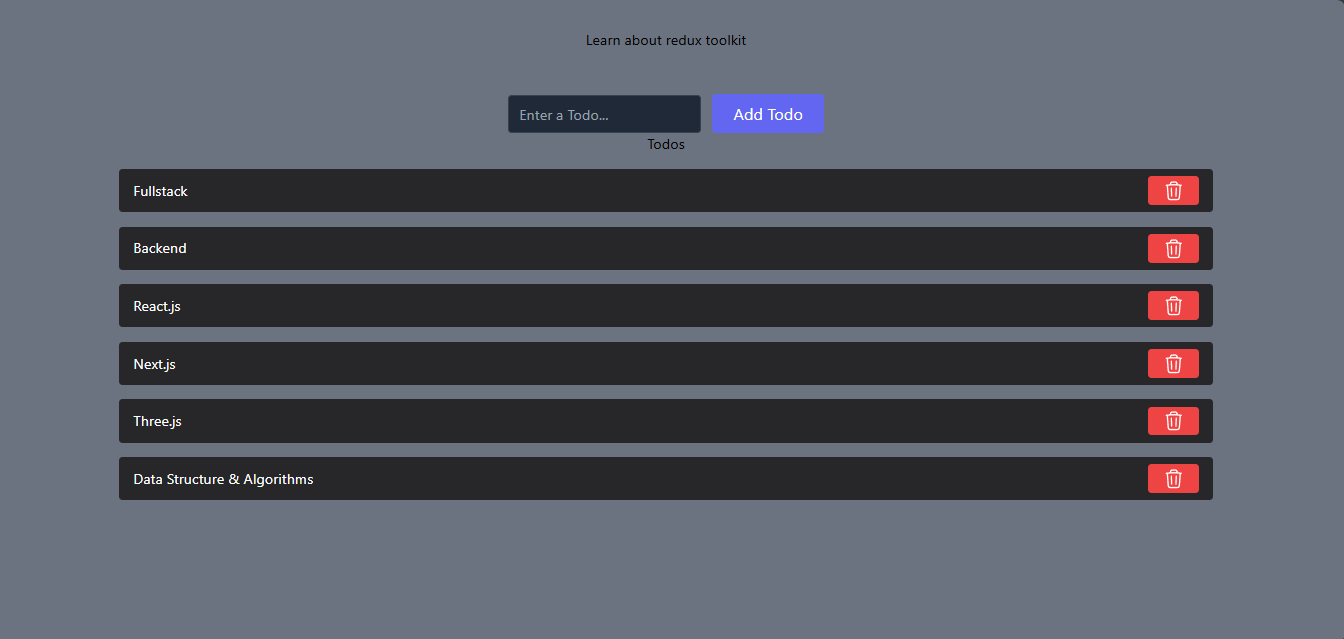 Learn about redux toolkit
Enter a Todo...
Add Todo
Todos
Fullstack
Backend
React.js
Next.js
Three.js
Data Structure & Algorithms